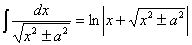 ∫ dx / √(x² ± a²) = ln|x + √(x² ± a²)|